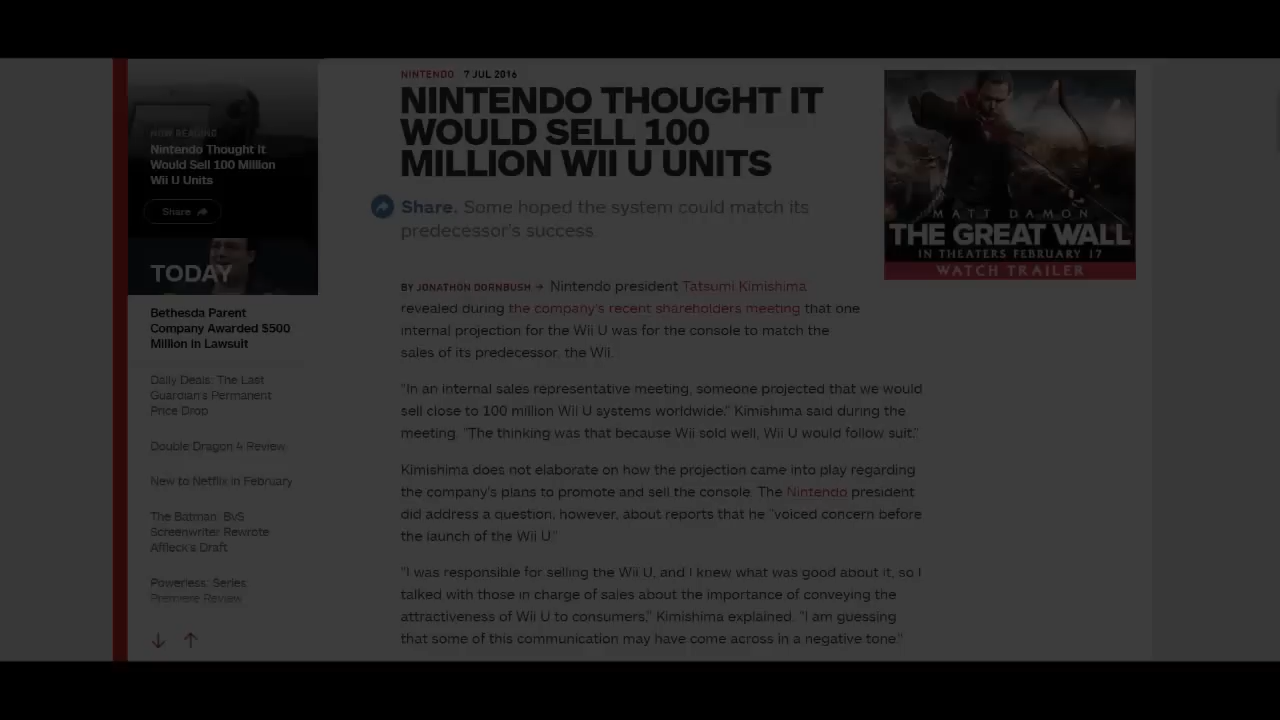 NOW READING
Nintendo Thought It
Would Sell 100 Million
Wii U Units
Share
TODAY
Bethesda Parent
Company Awarded $500
Million in Lawsuit
Daily Deals: The Last
Guardian's Permanent
Price Drop
Double Dragon 4 Review
New to Netflix in February
The Batman: BvS
Screenwriter Rewrote
Affleck's Draft
Powerless: Series
Premiere Review
NINTENDO 7 JUL 2016
NINTENDO THOUGHT IT
WOULD SELL 100
MILLION WII U UNITS
Share. Some hoped the system could match its
predecessor's success.
BY JONATHON DORNBUSH → Nintendo president Tatsumi Kimishima
revealed during the company's recent shareholders meeting that one
internal projection for the Wii U was for the console to match the
sales of its predecessor, the Wii.
"In an internal sales representative meeting, someone projected that we would
sell close to 100 million Wii U systems worldwide." Kimishima said during the
meeting. "The thinking was that because Wii sold well, Wii U would follow suit."
Kimishima does not elaborate on how the projection came into play regarding
the company's plans to promote and sell the console. The Nintendo president
did address a question, however, about reports that he "voiced concern before
the launch of the Wii U."
"I was responsible for selling the Wii U, and I knew what was good about it, so I
talked with those in charge of sales about the importance of conveying the
attractiveness of Wii U to consumers," Kimishima explained. "I am guessing
that some of this communication may have come across in a negative tone."
MATT DAMON
THE GREAT WALL
IN THEATERS FEBRUARY 17
WATCH TRAILER